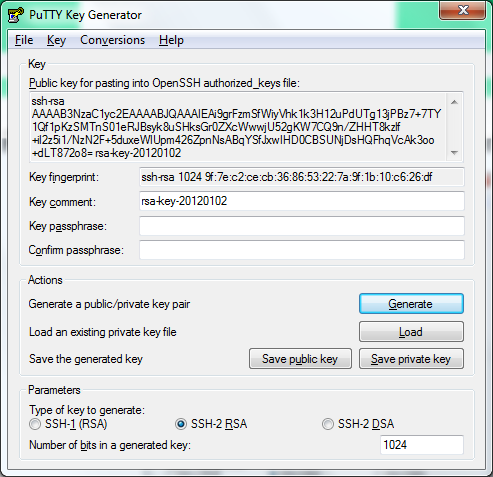 PuTTY Key Generator
File Key Conversions Help
Key
Public key for pasting into OpenSSH authorized_keys file:
ssh-rsa
AAAAB3NzaC1yc2EAAAABJQAAAIEAi9grFzmSfWiyVhk1k3H12uPdUTg13jPBz7+7TY
1Qf1pKzSMTnS01eRJBsyk8uSHksGr0ZXcWwwjU52gKW7CQ9n/ZHHT8kzlf
+il2z5i1/NzN2F+5duxeWIUpm426ZpnNsABqYSfJxwIHD0CBSUNjDsHQFhqVcAk3oo
+dLT872o8= rsa-key-20120102
Key fingerprint: ssh-rsa 1024 9f:7e:c2:ce:cb:36:86:53:22:7a:9f:1b:10:c6:26:df
Key comment: rsa-key-20120102
Key passphrase:
Confirm passphrase:
Actions
Generate a public/private key pair Generate
Load an existing private key file Load
Save the generated key Save public key Save private key
Parameters
Type of key to generate:
SSH-1 (RSA) SSH-2 RSA SSH-2 DSA
Number of bits in a generated key: 1024